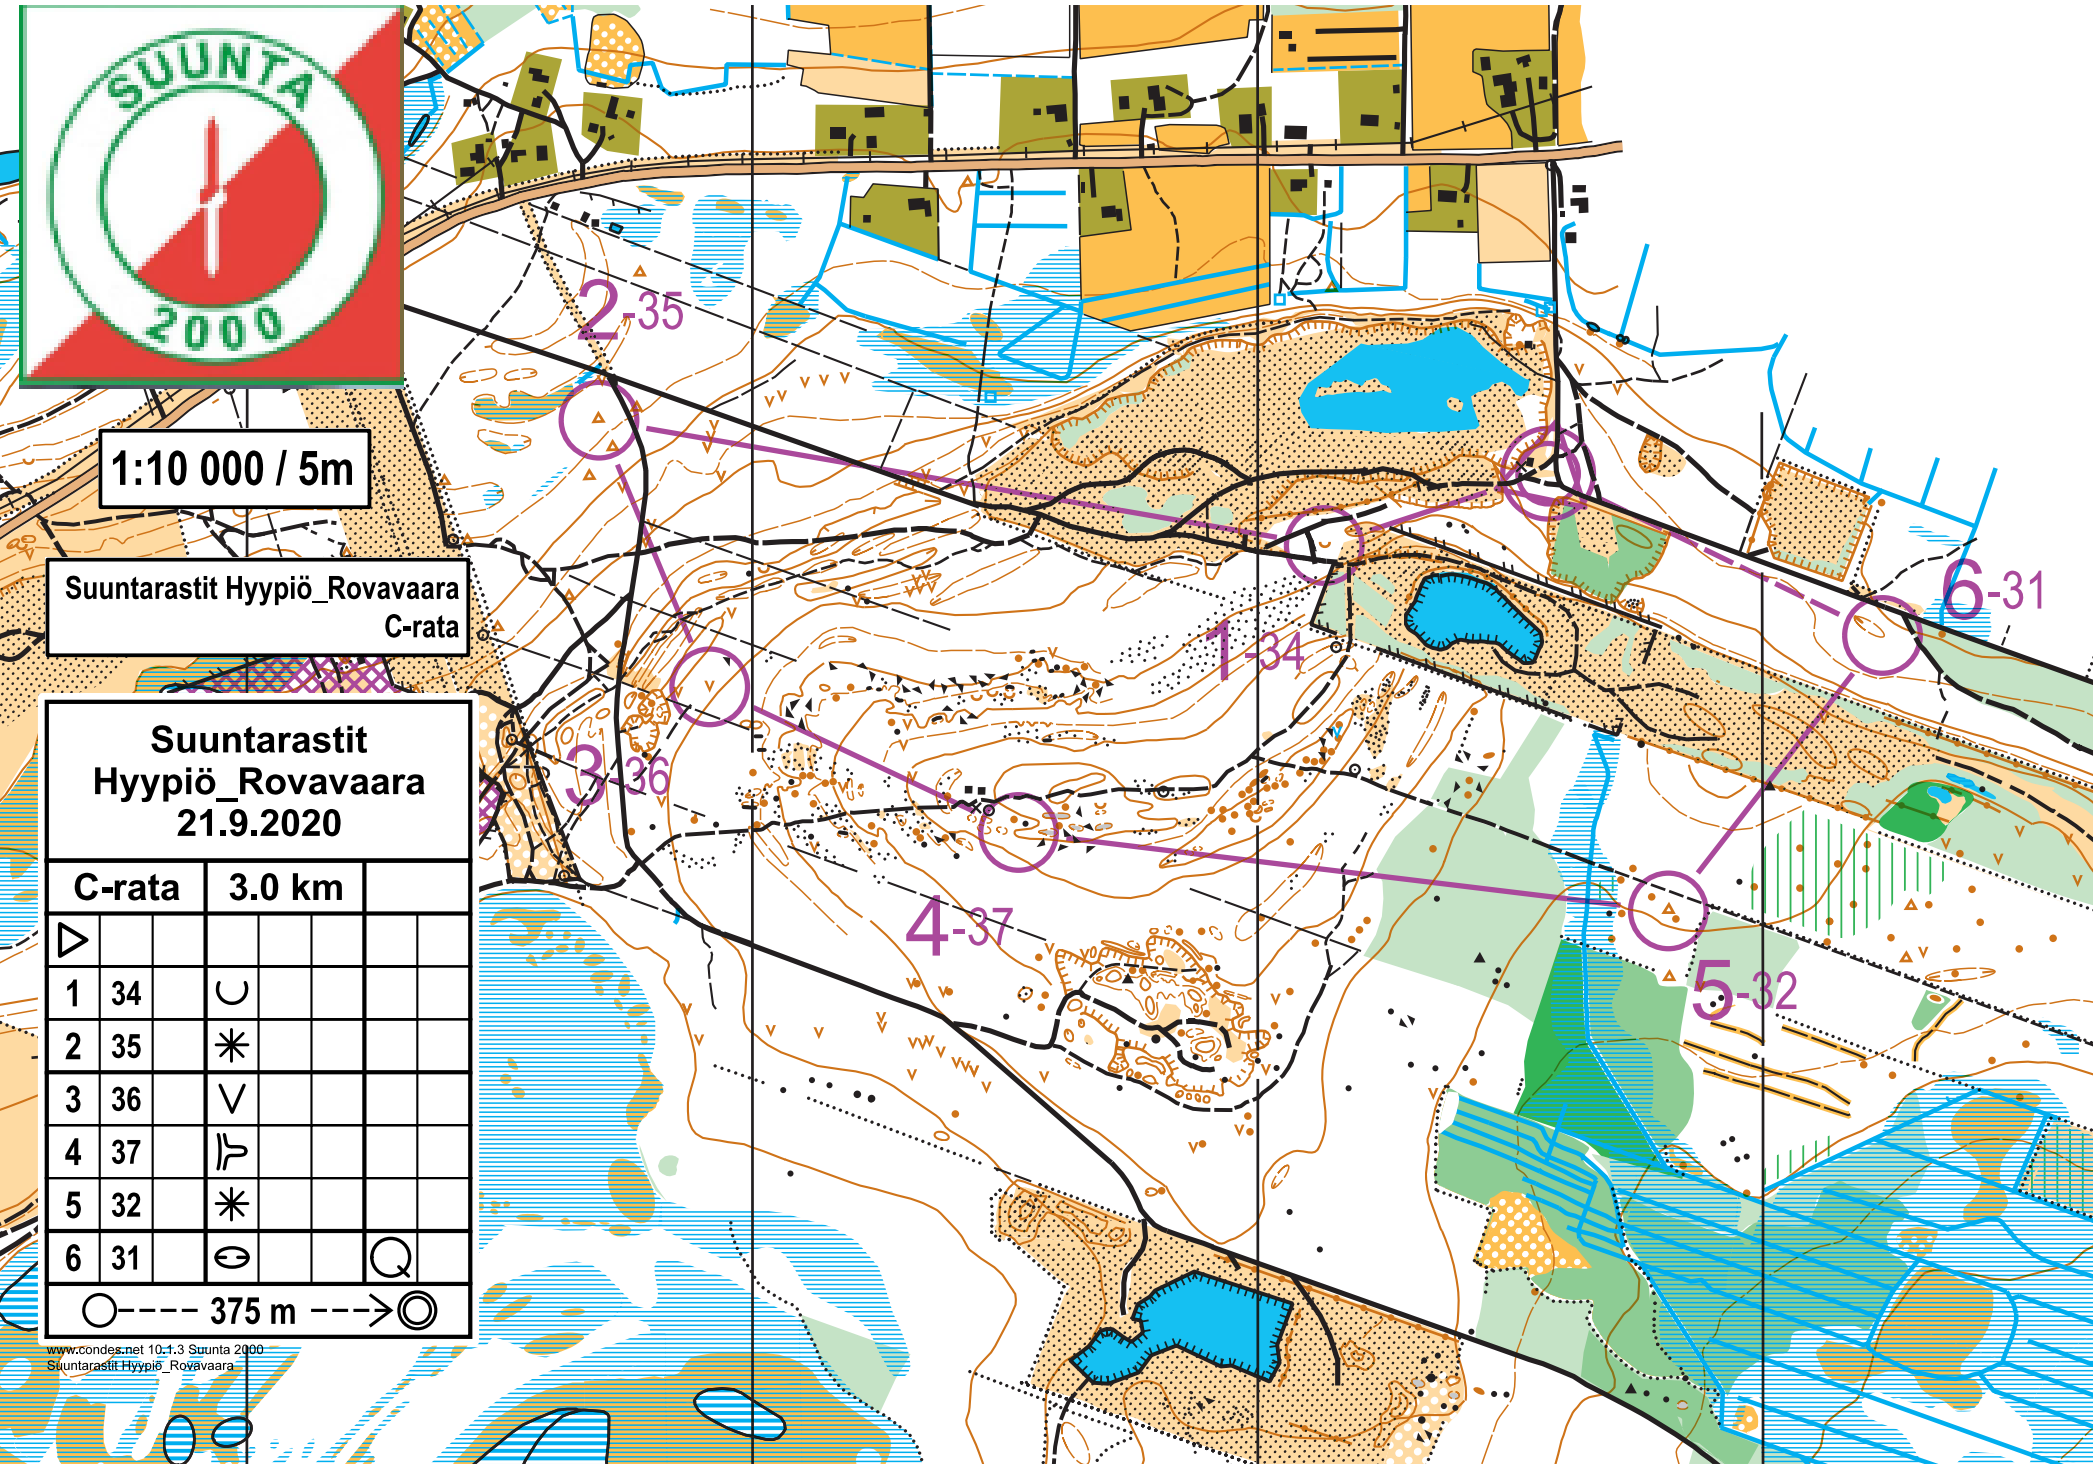 SUUNTA
2000
1:10 000 / 5m
Suuntarastit Hyypiö_Rovavaara
C-rata
Suuntarastit
Hyypiö_Rovavaara
21.9.2020
C-rata 3.0 km
1 34
2 35
3 36
4 37
5 32
6 31
375 m
www.condes.net 10.1.3 Suunta 2000
Suuntarastit Hyypiö_Rovavaara
2-35
6-31
1-34
3-36
4-37
5-32